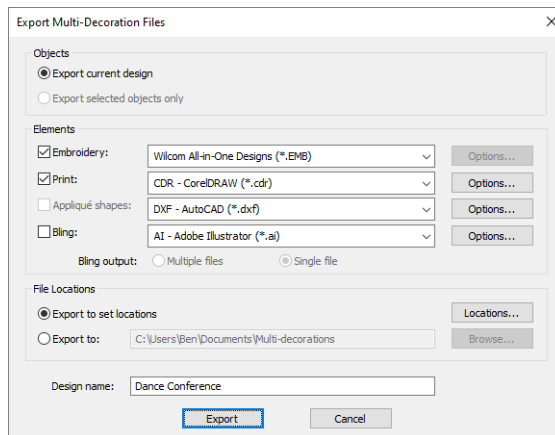 Export Multi-Decoration Files
Objects
Export current design
Export selected objects only
Elements
Embroidery: Wilcom All-in-One Designs (*.EMB) Options...
Print: CDR - CorelDRAW (*.cdr) Options...
Appliqué shapes: DXF - AutoCAD (*.dxf) Options...
Bling: AI - Adobe Illustrator (*.ai) Options...
Bling output: Multiple files Single file
File Locations
Export to set locations Locations...
Export to: C:\Users\Ben\Documents\Multi-decorations Browse...
Design name: Dance Conference
Export Cancel